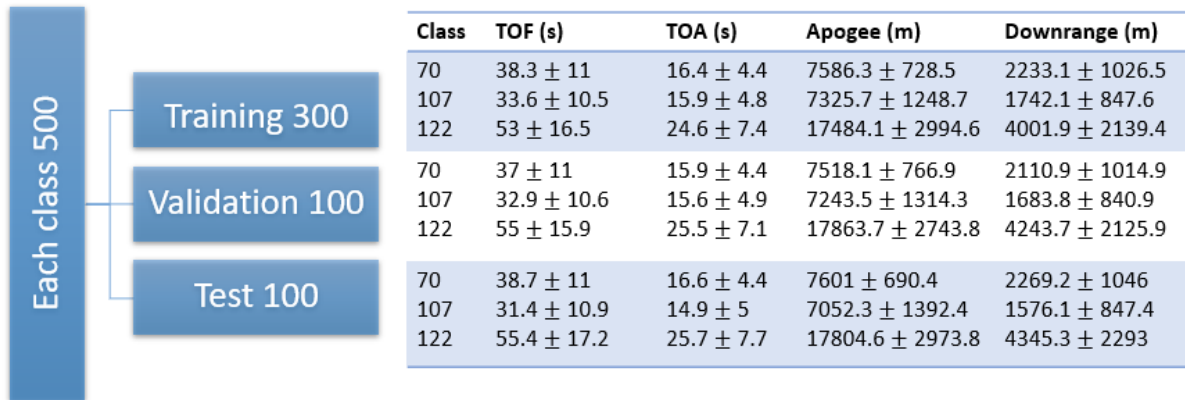 Each class 500
Training 300
Validation 100
Test 100
Class TOF (s) TOA (s) Apogee (m) Downrange (m)
70 38.3 ± 11 16.4 ± 4.4 7586.3 ± 728.5 2233.1 ± 1026.5
107 33.6 ± 10.5 15.9 ± 4.8 7325.7 ± 1248.7 1742.1 ± 847.6
122 53 ± 16.5 24.6 ± 7.4 17484.1 ± 2994.6 4001.9 ± 2139.4
70 37 ± 11 15.9 ± 4.4 7518.1 ± 766.9 2110.9 ± 1014.9
107 32.9 ± 10.6 15.6 ± 4.9 7243.5 ± 1314.3 1683.8 ± 840.9
122 55 ± 15.9 25.5 ± 7.1 17863.7 ± 2743.8 4243.7 ± 2125.9
70 38.7 ± 11 16.6 ± 4.4 7601 ± 690.4 2269.2 ± 1046
107 31.4 ± 10.9 14.9 ± 5 7052.3 ± 1392.4 1576.1 ± 847.4
122 55.4 ± 17.2 25.7 ± 7.7 17804.6 ± 2973.8 4345.3 ± 2293